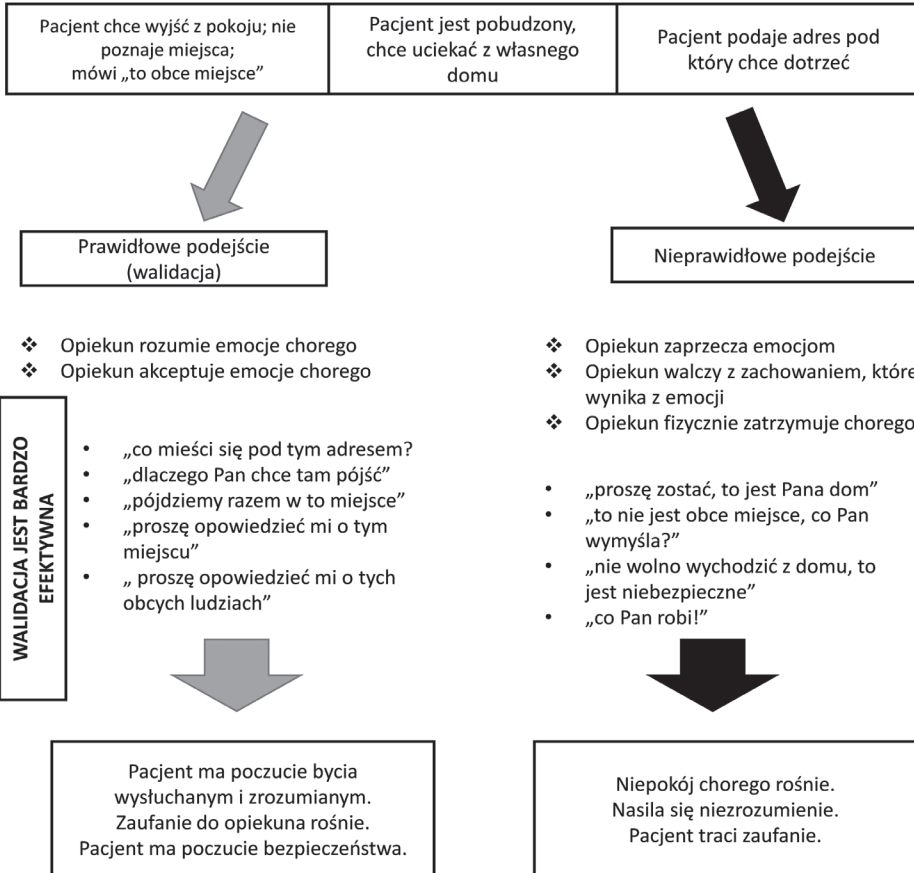 Pacjent chce wyjść z pokoju; nie
poznaje miejsca;
mówi „to obce miejsce”
Pacjent jest pobudzony,
chce uciekać z własnego
domu
Pacjent podaje adres pod
który chce dotrzeć
Prawidłowe podejście
(walidacja)
Nieprawidłowe podejście
❖ Opiekun rozumie emocje chorego
❖ Opiekun akceptuje emocje chorego
WALIDACJA JEST BARDZO
EFEKTYWNA
• „co mieści się pod tym adresem?
• „dlaczego Pan chce tam pójść”
• „pójdziemy razem w to miejsce”
• „proszę opowiedzieć mi o tym
miejscu”
• „ proszę opowiedzieć mi o tych
obcych ludziach”
❖ Opiekun zaprzecza emocjom
❖ Opiekun walczy z zachowaniem, które
wynika z emocji
❖ Opiekun fizycznie zatrzymuje chorego
• „proszę zostać, to jest Pana dom”
• „to nie jest obce miejsce, co Pan
wymyśla?”
• „nie wolno wychodzić z domu, to
jest niebezpieczne”
• „co Pan robi!”
Pacjent ma poczucie bycia
wysłuchanym i zrozumianym.
Zaufanie do opiekuna rośnie.
Pacjent ma poczucie bezpieczeństwa.
Niepokój chorego rośnie.
Nasila się niezrozumienie.
Pacjent traci zaufanie.